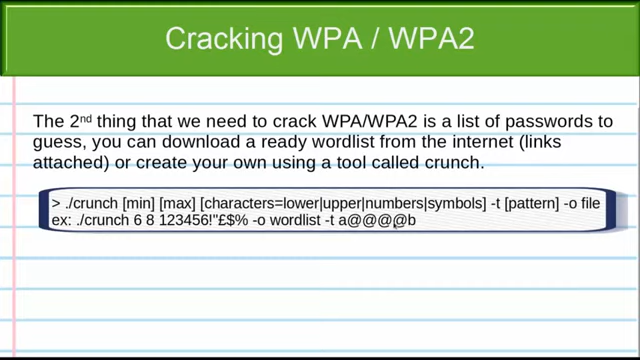 Cracking WPA / WPA2
The 2nd thing that we need to crack WPA/WPA2 is a list of passwords to
guess, you can download a ready wordlist from the internet (links
attached) or create your own using a tool called crunch.
> ./crunch [min] [max] [characters=lower|upper|numbers|symbols] -t [pattern] -o file
ex: ./crunch 6 8 123456!"£$% -o wordlist -t a@@@@b